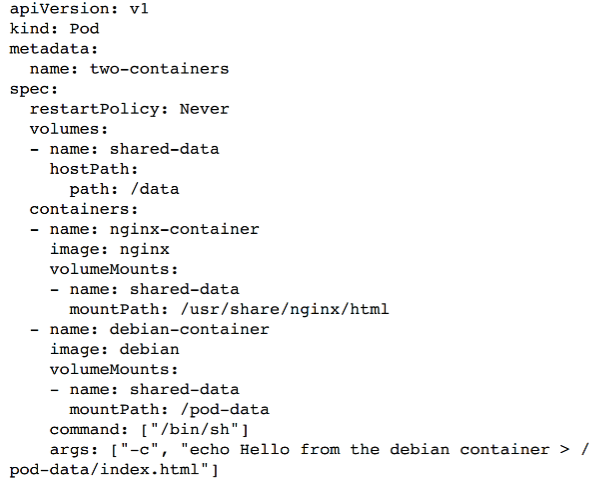 apiVersion: v1
kind: Pod
metadata:
  name: two-containers
spec:
  restartPolicy: Never
  volumes:
  - name: shared-data
    hostPath:
      path: /data
  containers:
  - name: nginx-container
    image: nginx
    volumeMounts:
    - name: shared-data
      mountPath: /usr/share/nginx/html
  - name: debian-container
    image: debian
    volumeMounts:
    - name: shared-data
      mountPath: /pod-data
    command: ["/bin/sh"]
    args: ["-c", "echo Hello from the debian container > /
pod-data/index.html"]